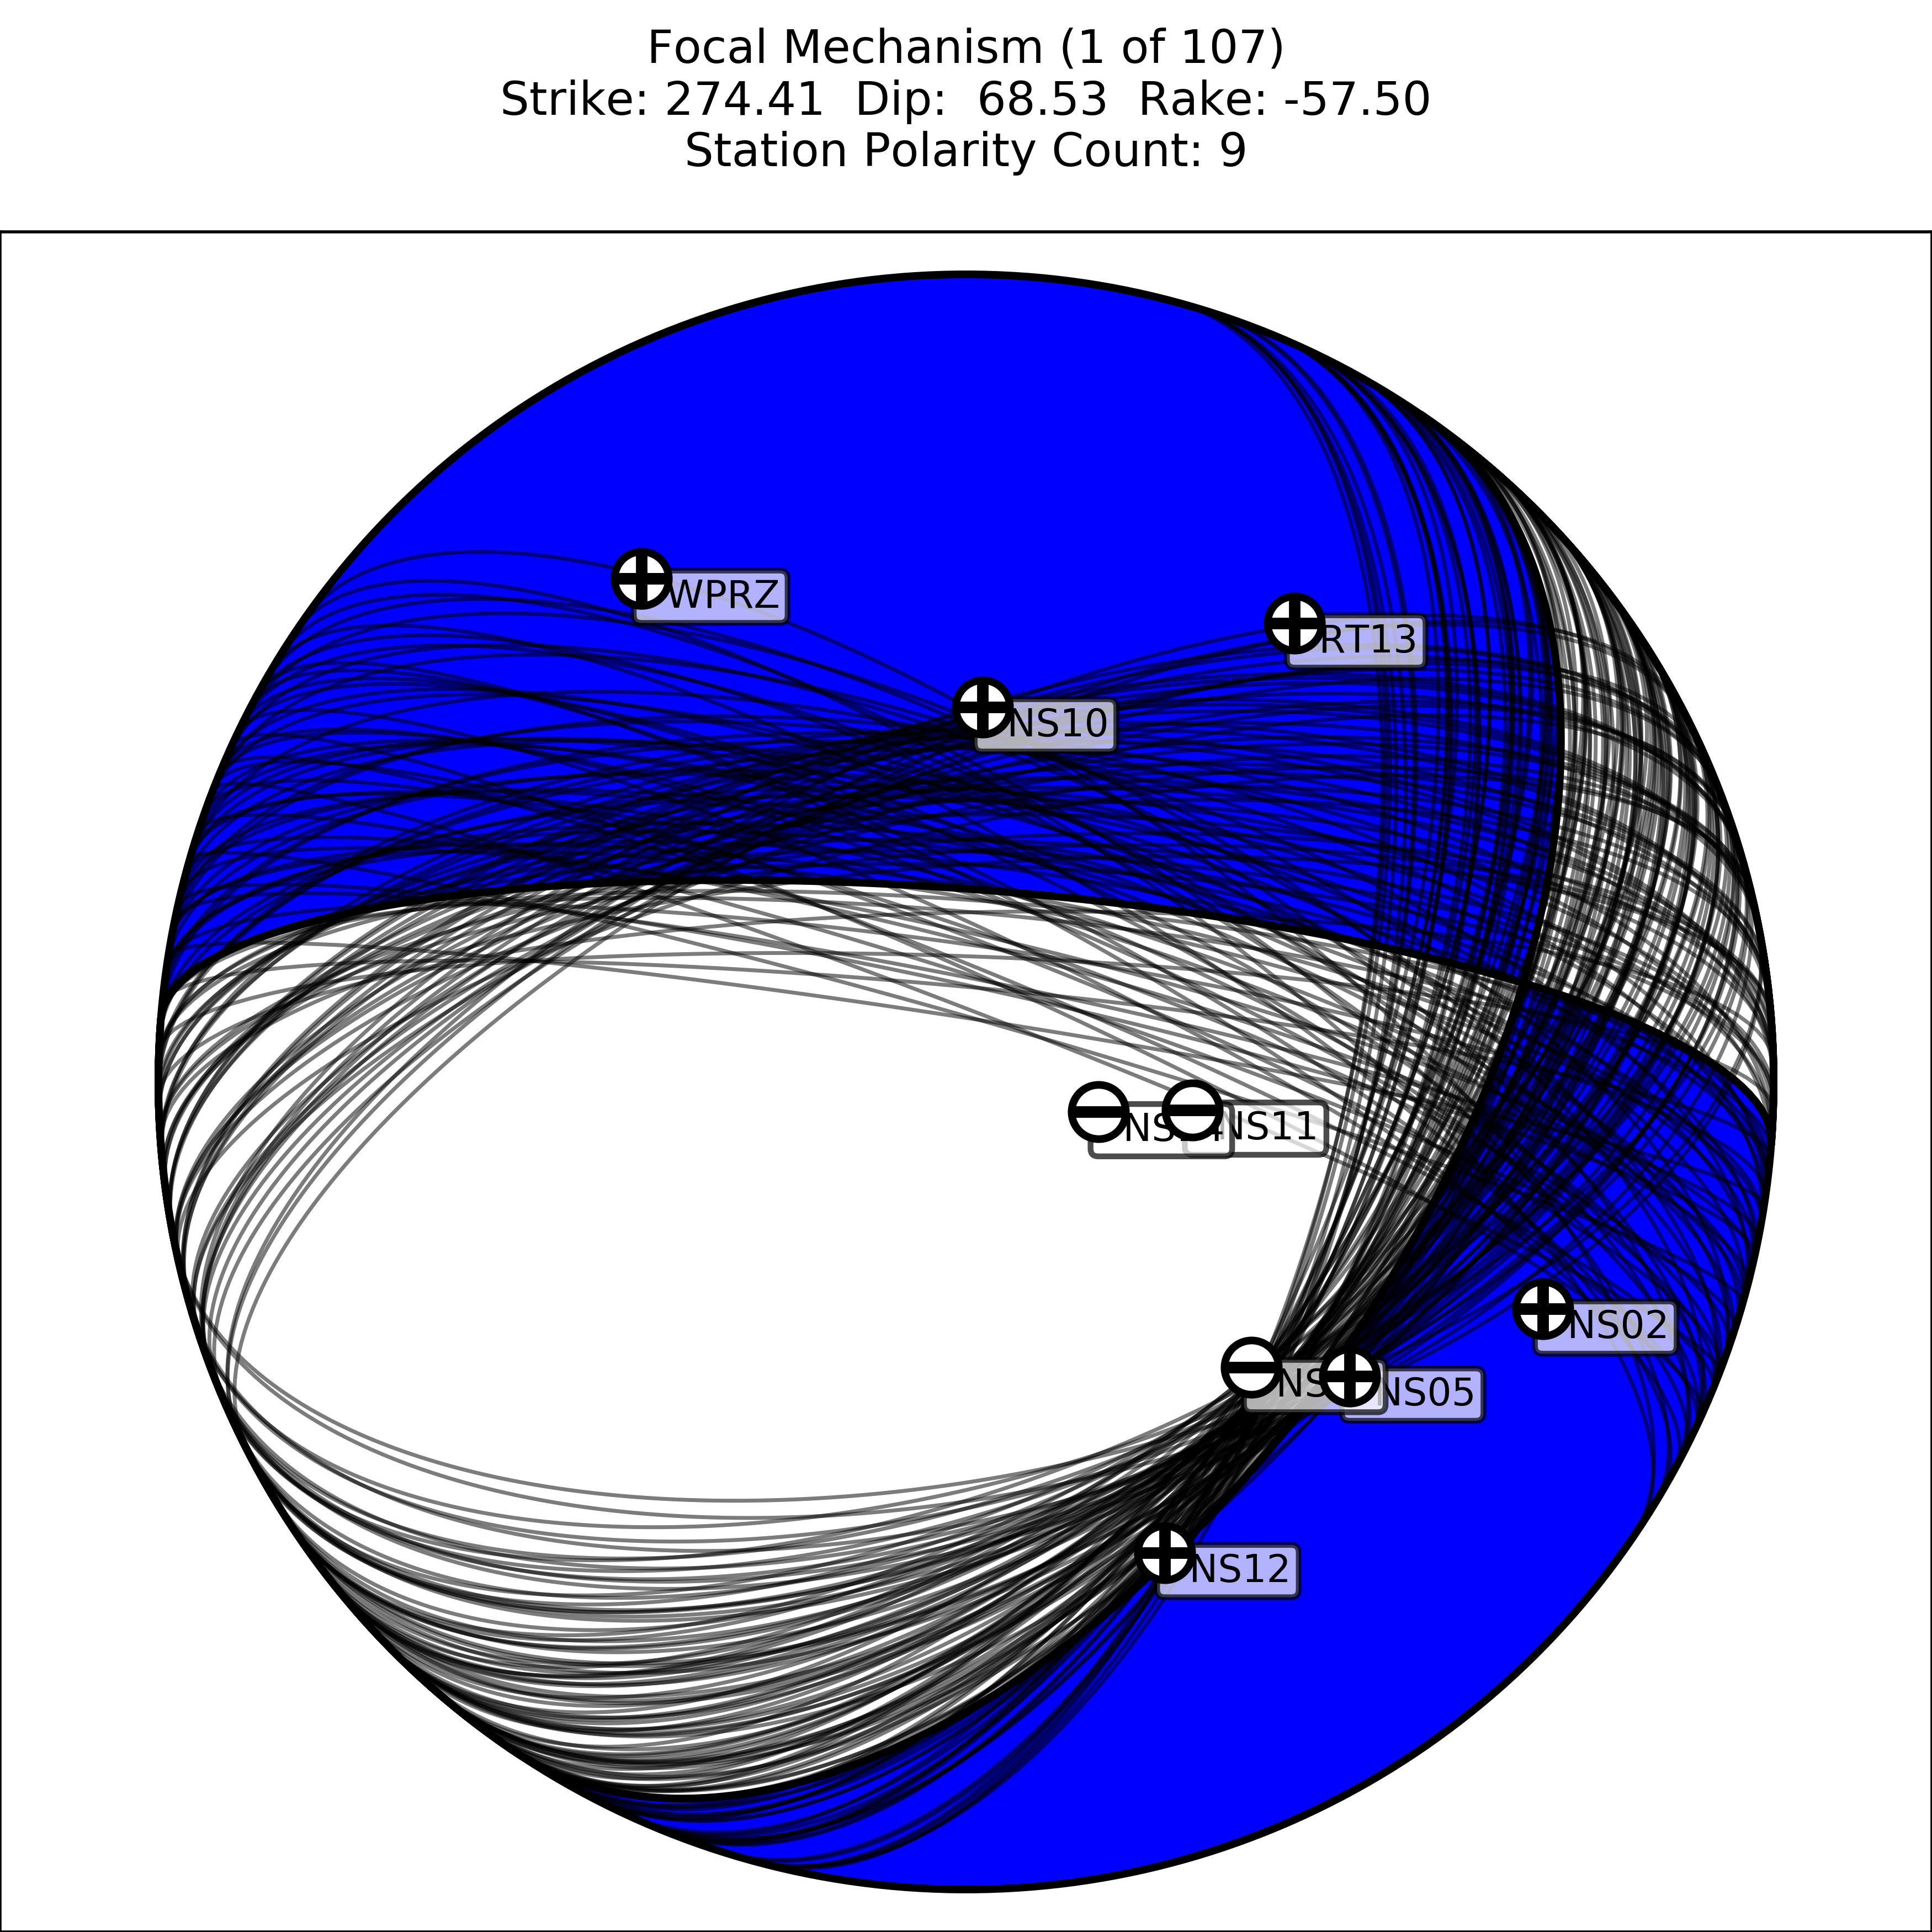 Focal Mechanism (1 of 107)
Strike: 274.41 Dip: 68.53 Rake: -57.50
Station Polarity Count: 9
WPRZ
RT13
NS10
NS11
NS02
NS05
NS12